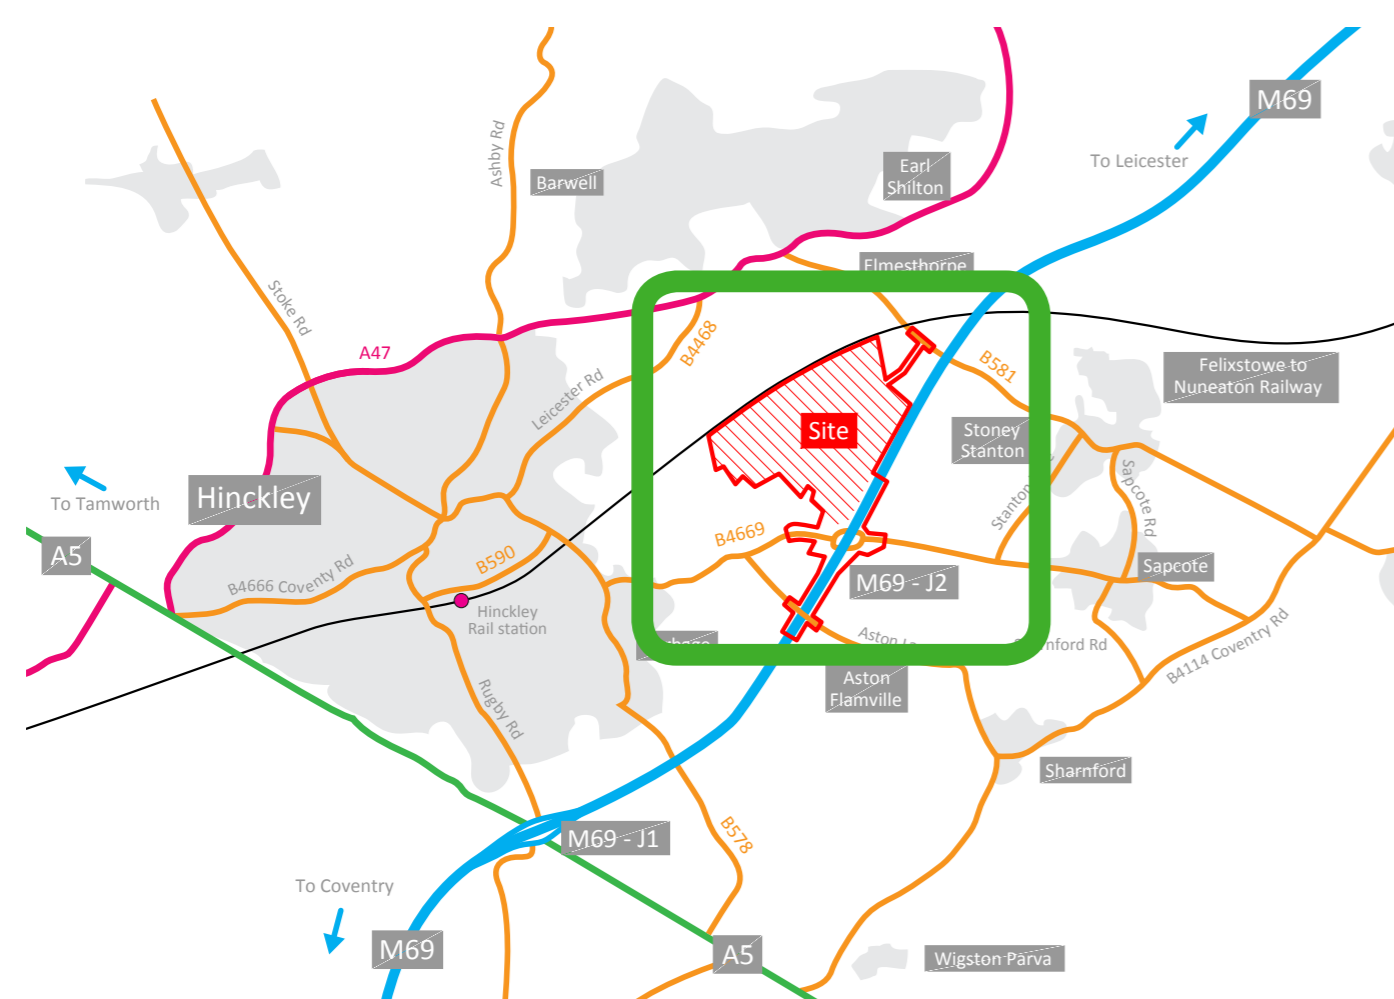 M69
To Leicester
Ashby Rd
Barwell
Earl
Shilton
Elmesthorpe
Stoke Rd
A47
B4468
B581
Felixstowe to
Nuneaton Railway
Leicester Rd
Site
Stoney
Stanton
Stanton
Sapcote Rd
To Tamworth
Hinckley
A5
B4669
B590
B4666 Coventy Rd
M69 - J2
Sapcote
Hinckley
Rail station
Aston
B4114 Coventry Rd
Aston
Flamville
Rugby Rd
Sharnford
M69 - J1
B578
To Coventry
M69
A5
Wigston Parva